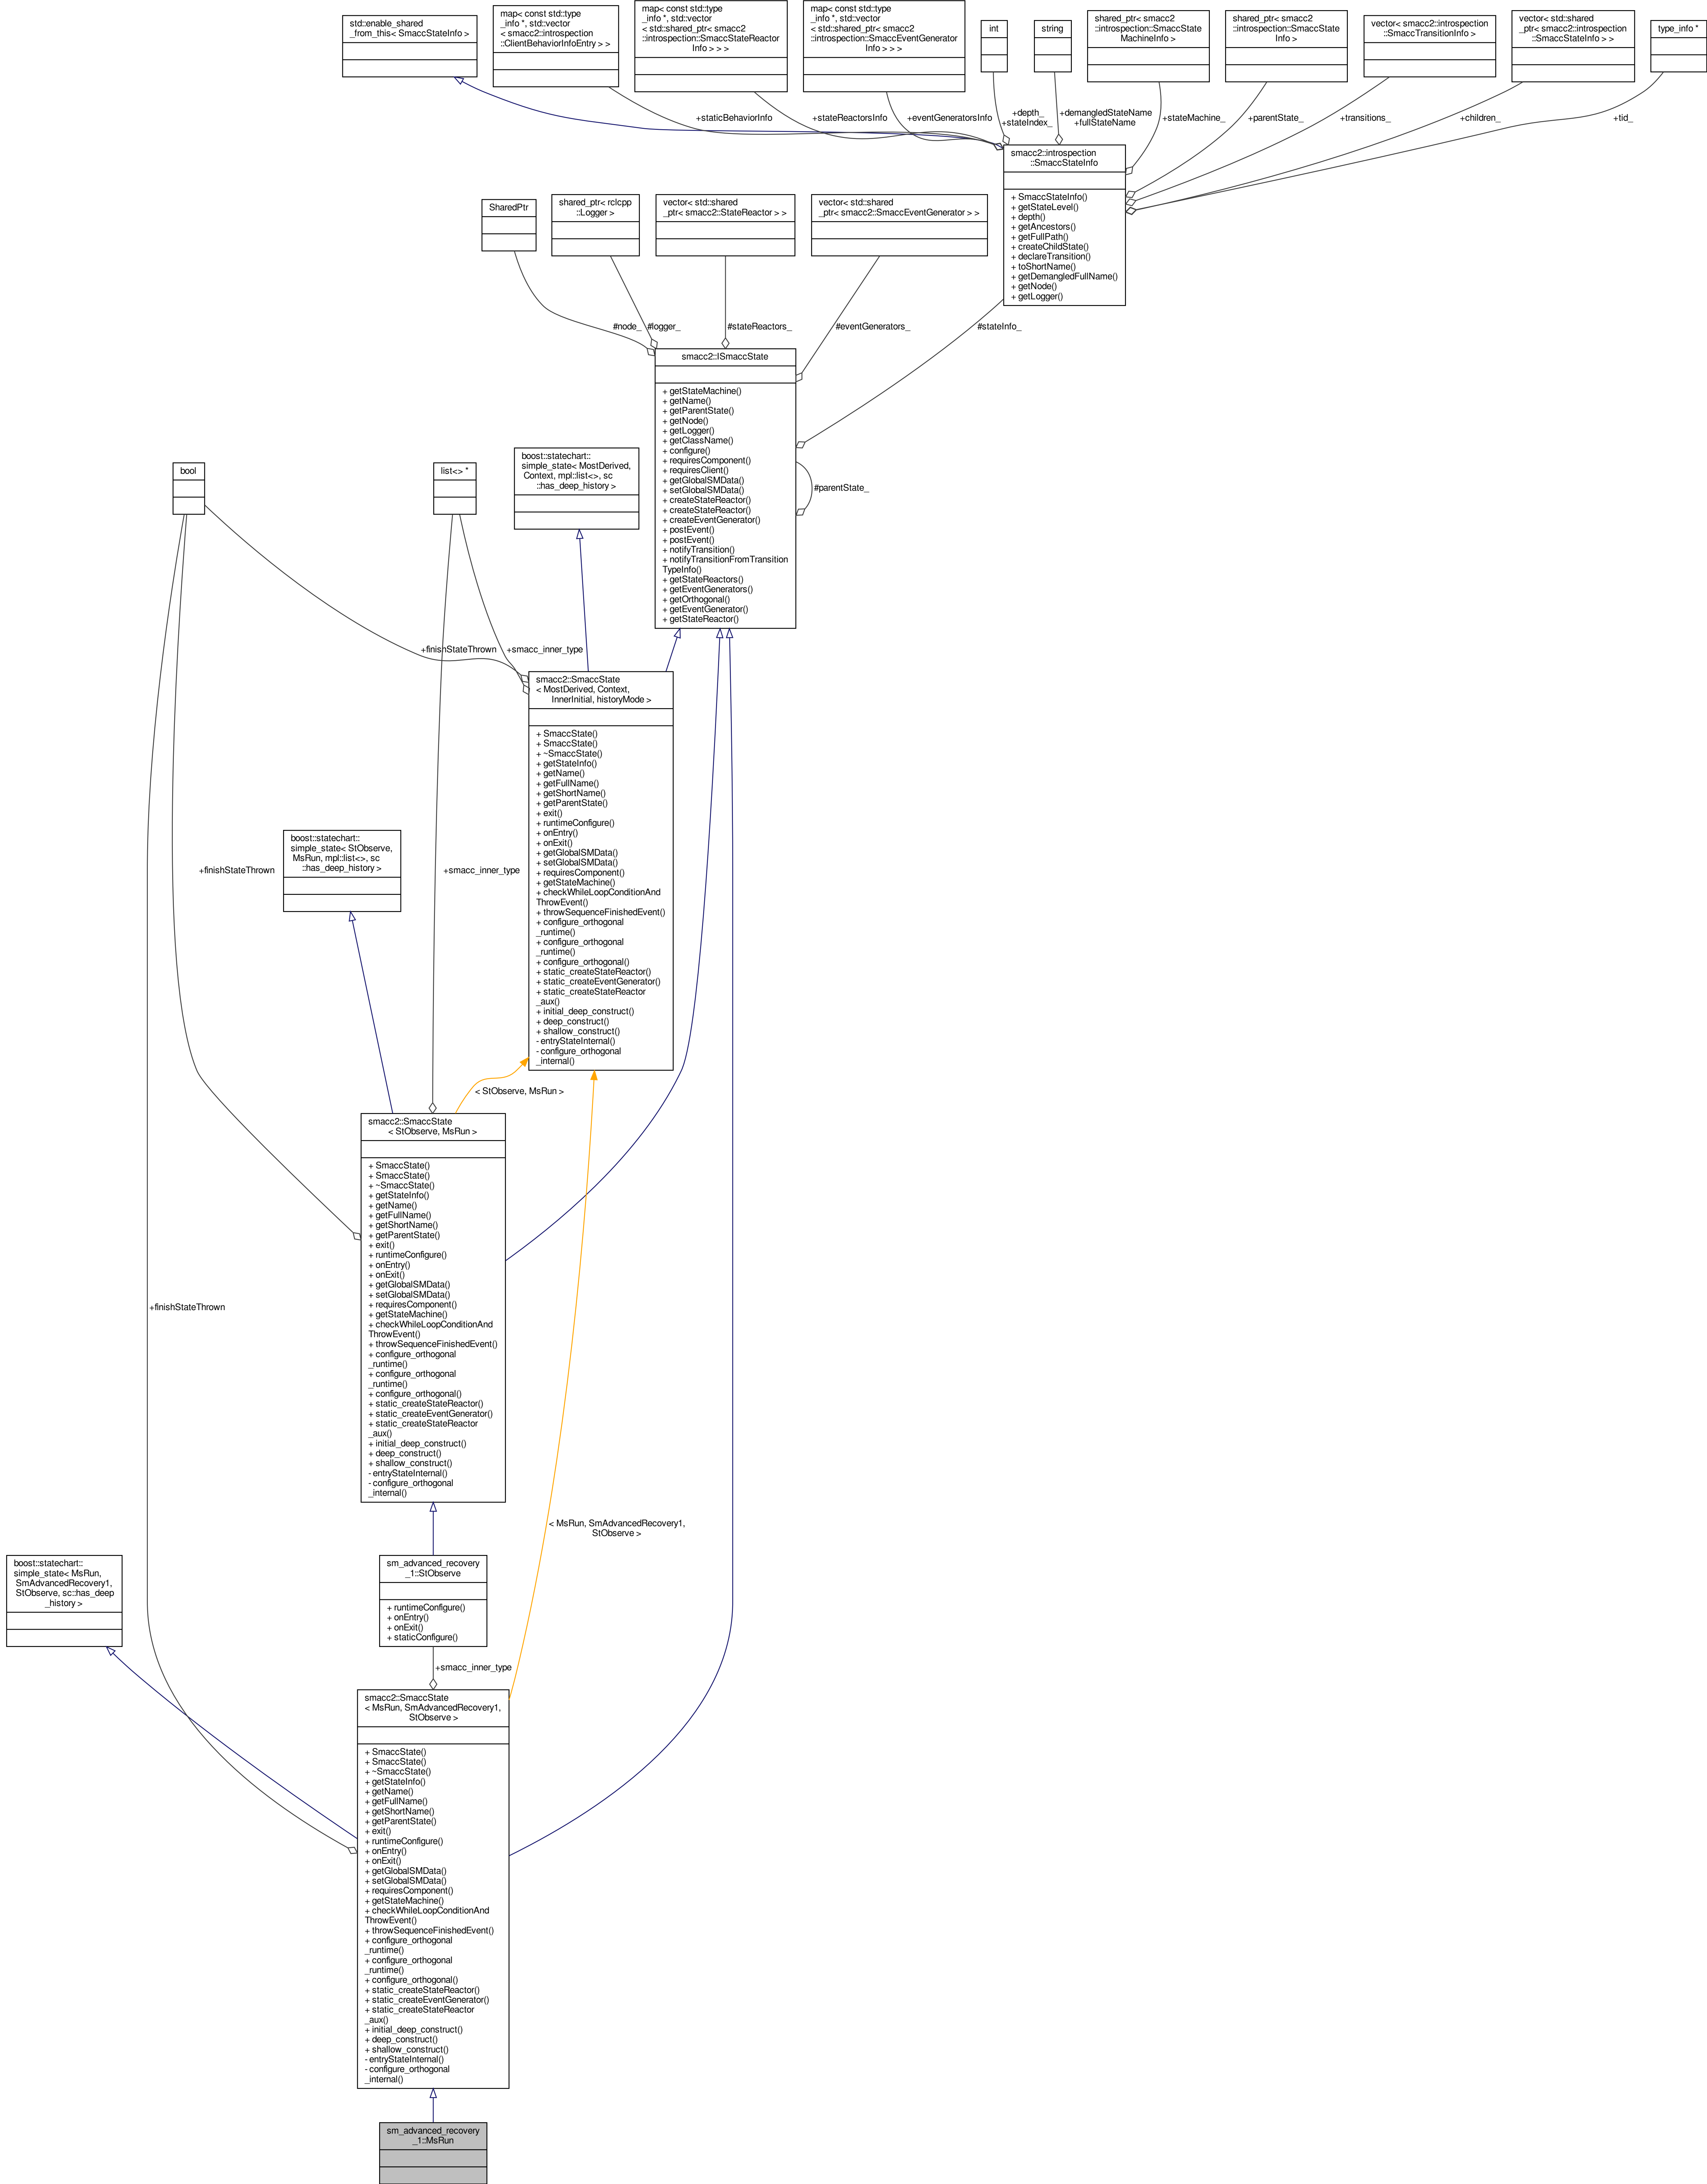 std::enable_shared
_from_this< SmaccStateInfo >
map< const std::type
_info *, std::vector
< smacc2::introspection
::ClientBehaviorInfoEntry > >
map< const std::type
_info *, std::vector
< std::shared_ptr< smacc2
::introspection::SmaccStateReactor
Info > > >
map< const std::type
_info *, std::vector
< std::shared_ptr< smacc2
::introspection::SmaccEventGenerator
Info > > >
int
string
shared_ptr< smacc2
::introspection::SmaccState
MachineInfo >
shared_ptr< smacc2
::introspection::SmaccState
Info >
vector< smacc2::introspection
::SmaccTransitionInfo >
vector< std::shared
_ptr< smacc2::introspection
::SmaccStateInfo > >
type_info *
+staticBehaviorInfo
+stateReactorsInfo
+eventGeneratorsInfo
+depth_
+stateIndex_
+demangledStateName
+fullStateName
+stateMachine_
+parentState_
+transitions_
+children_
+tid_
smacc2::introspection
::SmaccStateInfo
+ SmaccStateInfo()
+ getStateLevel()
+ depth()
+ getAncestors()
+ getFullPath()
+ createChildState()
+ declareTransition()
+ toShortName()
+ getDemangledFullName()
+ getNode()
+ getLogger()
SharedPtr
shared_ptr< rclcpp
::Logger >
vector< std::shared
_ptr< smacc2::StateReactor > >
vector< std::shared
_ptr< smacc2::SmaccEventGenerator > >
#node_
#logger_
#stateReactors_
#eventGenerators_
#stateInfo_
smacc2::ISmaccState
+ getStateMachine()
+ getName()
+ getParentState()
+ getNode()
+ getLogger()
+ getClassName()
+ configure()
+ requiresComponent()
+ requiresClient()
+ getGlobalSMData()
+ setGlobalSMData()
+ createStateReactor()
+ createStateReactor()
+ createEventGenerator()
+ postEvent()
+ postEvent()
+ notifyTransition()
+ notifyTransitionFromTransition
TypeInfo()
+ getStateReactors()
+ getEventGenerators()
+ getOrthogonal()
+ getEventGenerator()
+ getStateReactor()
#parentState_
bool
list<> *
boost::statechart::
simple_state< MostDerived,
Context, mpl::list<>, sc
::has_deep_history >
+finishStateThrown
+smacc_inner_type
smacc2::SmaccState
< MostDerived, Context,
InnerInitial, historyMode >
+ SmaccState()
+ SmaccState()
+ ~SmaccState()
+ getStateInfo()
+ getName()
+ getFullName()
+ getShortName()
+ getParentState()
+ exit()
+ runtimeConfigure()
+ onEntry()
+ onExit()
+ getGlobalSMData()
+ setGlobalSMData()
+ requiresComponent()
+ getStateMachine()
+ checkWhileLoopConditionAnd
ThrowEvent()
+ throwSequenceFinishedEvent()
+ configure_orthogonal
_runtime()
+ configure_orthogonal
_runtime()
+ configure_orthogonal()
+ static_createStateReactor()
+ static_createEventGenerator()
+ static_createStateReactor
_aux()
+ initial_deep_construct()
+ deep_construct()
+ shallow_construct()
- entryStateInternal()
- configure_orthogonal
_internal()
boost::statechart::
simple_state< StObserve,
MsRun, mpl::list<>, sc
::has_deep_history >
+finishStateThrown
+smacc_inner_type
< StObserve, MsRun >
smacc2::SmaccState
< StObserve, MsRun >
+ SmaccState()
+ SmaccState()
+ ~SmaccState()
+ getStateInfo()
+ getName()
+ getFullName()
+ getShortName()
+ getParentState()
+ exit()
+ runtimeConfigure()
+ onEntry()
+ onExit()
+ getGlobalSMData()
+ setGlobalSMData()
+ requiresComponent()
+ getStateMachine()
+ checkWhileLoopConditionAnd
ThrowEvent()
+ throwSequenceFinishedEvent()
+ configure_orthogonal
_runtime()
+ configure_orthogonal
_runtime()
+ configure_orthogonal()
+ static_createStateReactor()
+ static_createEventGenerator()
+ static_createStateReactor
_aux()
+ initial_deep_construct()
+ deep_construct()
+ shallow_construct()
- entryStateInternal()
- configure_orthogonal
_internal()
+finishStateThrown
< MsRun, SmAdvancedRecovery1,
StObserve >
boost::statechart::
simple_state< MsRun,
SmAdvancedRecovery1,
StObserve, sc::has_deep
_history >
sm_advanced_recovery
_1::StObserve
+ runtimeConfigure()
+ onEntry()
+ onExit()
+ staticConfigure()
+smacc_inner_type
smacc2::SmaccState
< MsRun, SmAdvancedRecovery1,
StObserve >
+ SmaccState()
+ SmaccState()
+ ~SmaccState()
+ getStateInfo()
+ getName()
+ getFullName()
+ getShortName()
+ getParentState()
+ exit()
+ runtimeConfigure()
+ onEntry()
+ onExit()
+ getGlobalSMData()
+ setGlobalSMData()
+ requiresComponent()
+ getStateMachine()
+ checkWhileLoopConditionAnd
ThrowEvent()
+ throwSequenceFinishedEvent()
+ configure_orthogonal
_runtime()
+ configure_orthogonal
_runtime()
+ configure_orthogonal()
+ static_createStateReactor()
+ static_createEventGenerator()
+ static_createStateReactor
_aux()
+ initial_deep_construct()
+ deep_construct()
+ shallow_construct()
- entryStateInternal()
- configure_orthogonal
_internal()
sm_advanced_recovery
_1::MsRun